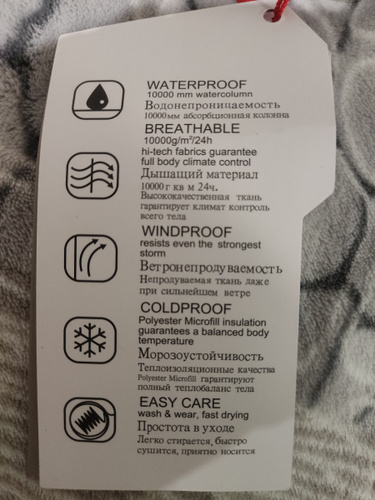 WATERPROOF
10000 mm watercolumn
Водонепроницаемость
10000мм абсорбционная колонна
BREATHABLE
10000g/m²/24h
hi-tech fabrics guarantee
full body climate control
Дышащий материал
10000 г кв м 24ч.
Высококачественная ткань
гарантирует климат контроль
всего тела
WINDPROOF
resists even the strongest
storm
Ветронепродуваемость
Непродуваемая ткань даже
при сильнейшем ветре
COLDPROOF
Polyester Microfill insulation
guarantees a balanced body
temperature
Морозоустойчивость
Теплоизоляционные качества
Polyester Microfill гарантируют
полный теплобаланс тела
EASY CARE
wash & wear, fast drying
Простота в уходе
Легко стирается, быстро
сушится, приятно носится